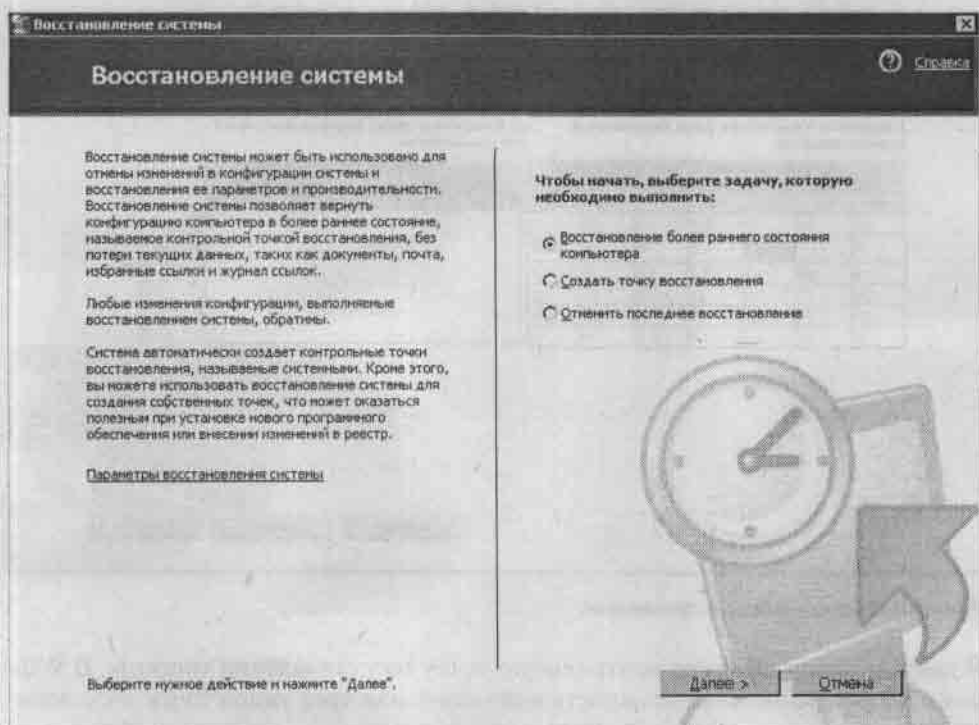 Восстановление системы
Восстановление системы
Справка
Восстановление системы может быть использовано для
отмены изменений в конфигурации системы и
восстановления ее параметров и производительности.
Восстановление системы позволяет вернуть
конфигурацию компьютера в более раннее состояние,
называемое контрольной точкой восстановления, без
потери текущих данных, таких как документы, почта,
избранные ссылки и журнал ссылок.
Любые изменения конфигурации, выполняемые
восстановлением системы, обратимы.
Система автоматически создает контрольные точки
восстановления, называемые системными. Кроме этого,
вы можете использовать восстановление системы для
создания собственных точек, что может оказаться
полезным при установке нового программного
обеспечения или внесении изменений в реестр.
Параметры восстановления системы
Выберите нужное действие и нажмите "Далее".
Чтобы начать, выберите задачу, которую
необходимо выполнить:
Восстановление более раннего состояния
компьютера
Создать точку восстановления
Отменить последнее восстановление
Далее >
Отмена